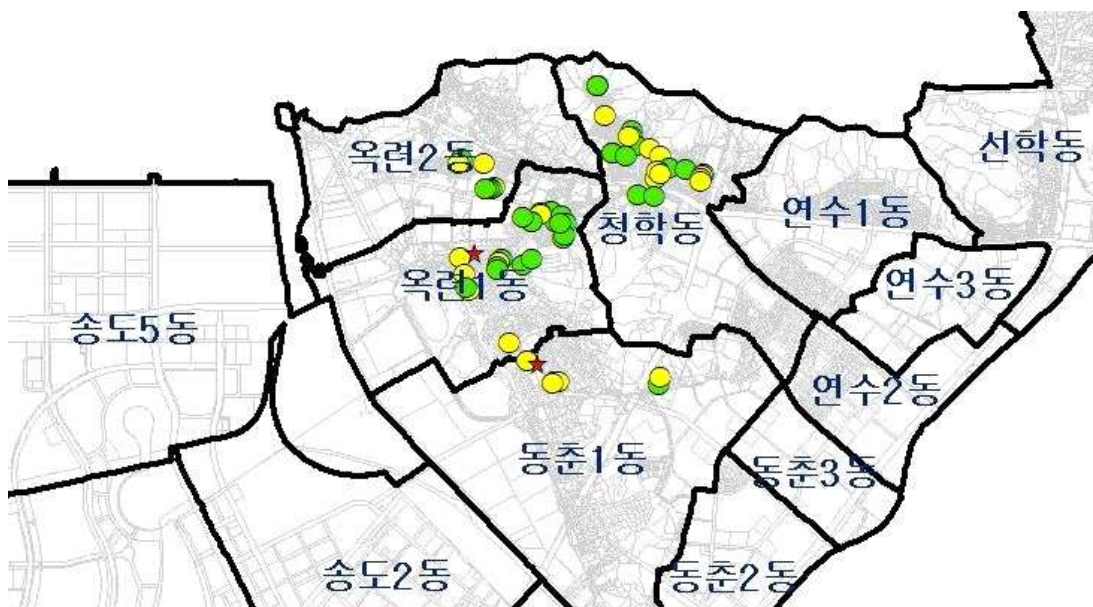 선학동
옥련2동
연수1동
청학동
연수3동
옥련1동
송도5동
연수2동
동춘1동
동춘3동
송도2동
동춘2동